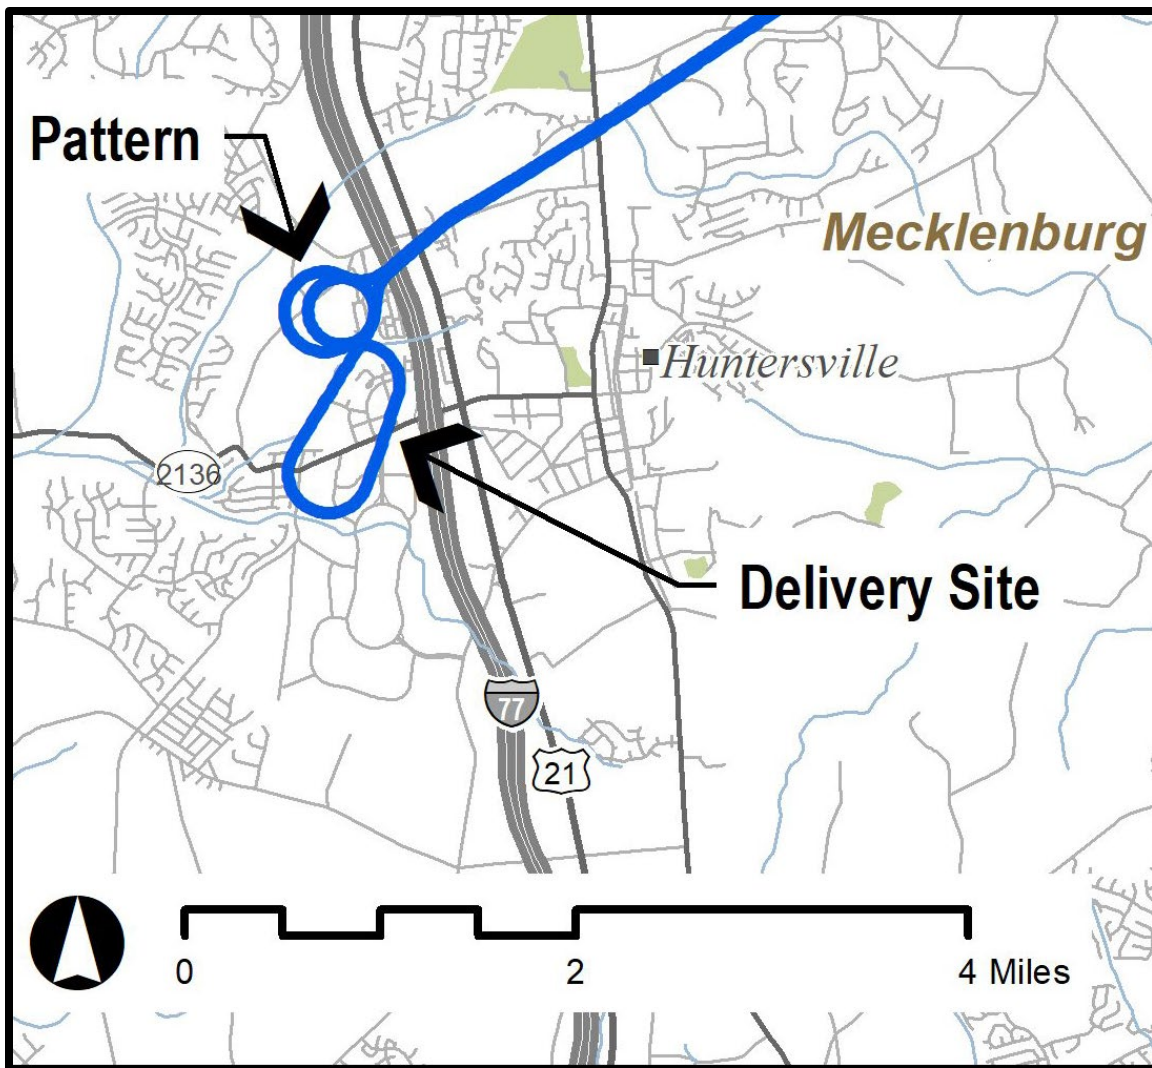 Pattern
Mecklenburg
Huntersville
2136
Delivery Site
77
21
0 2 4 Miles